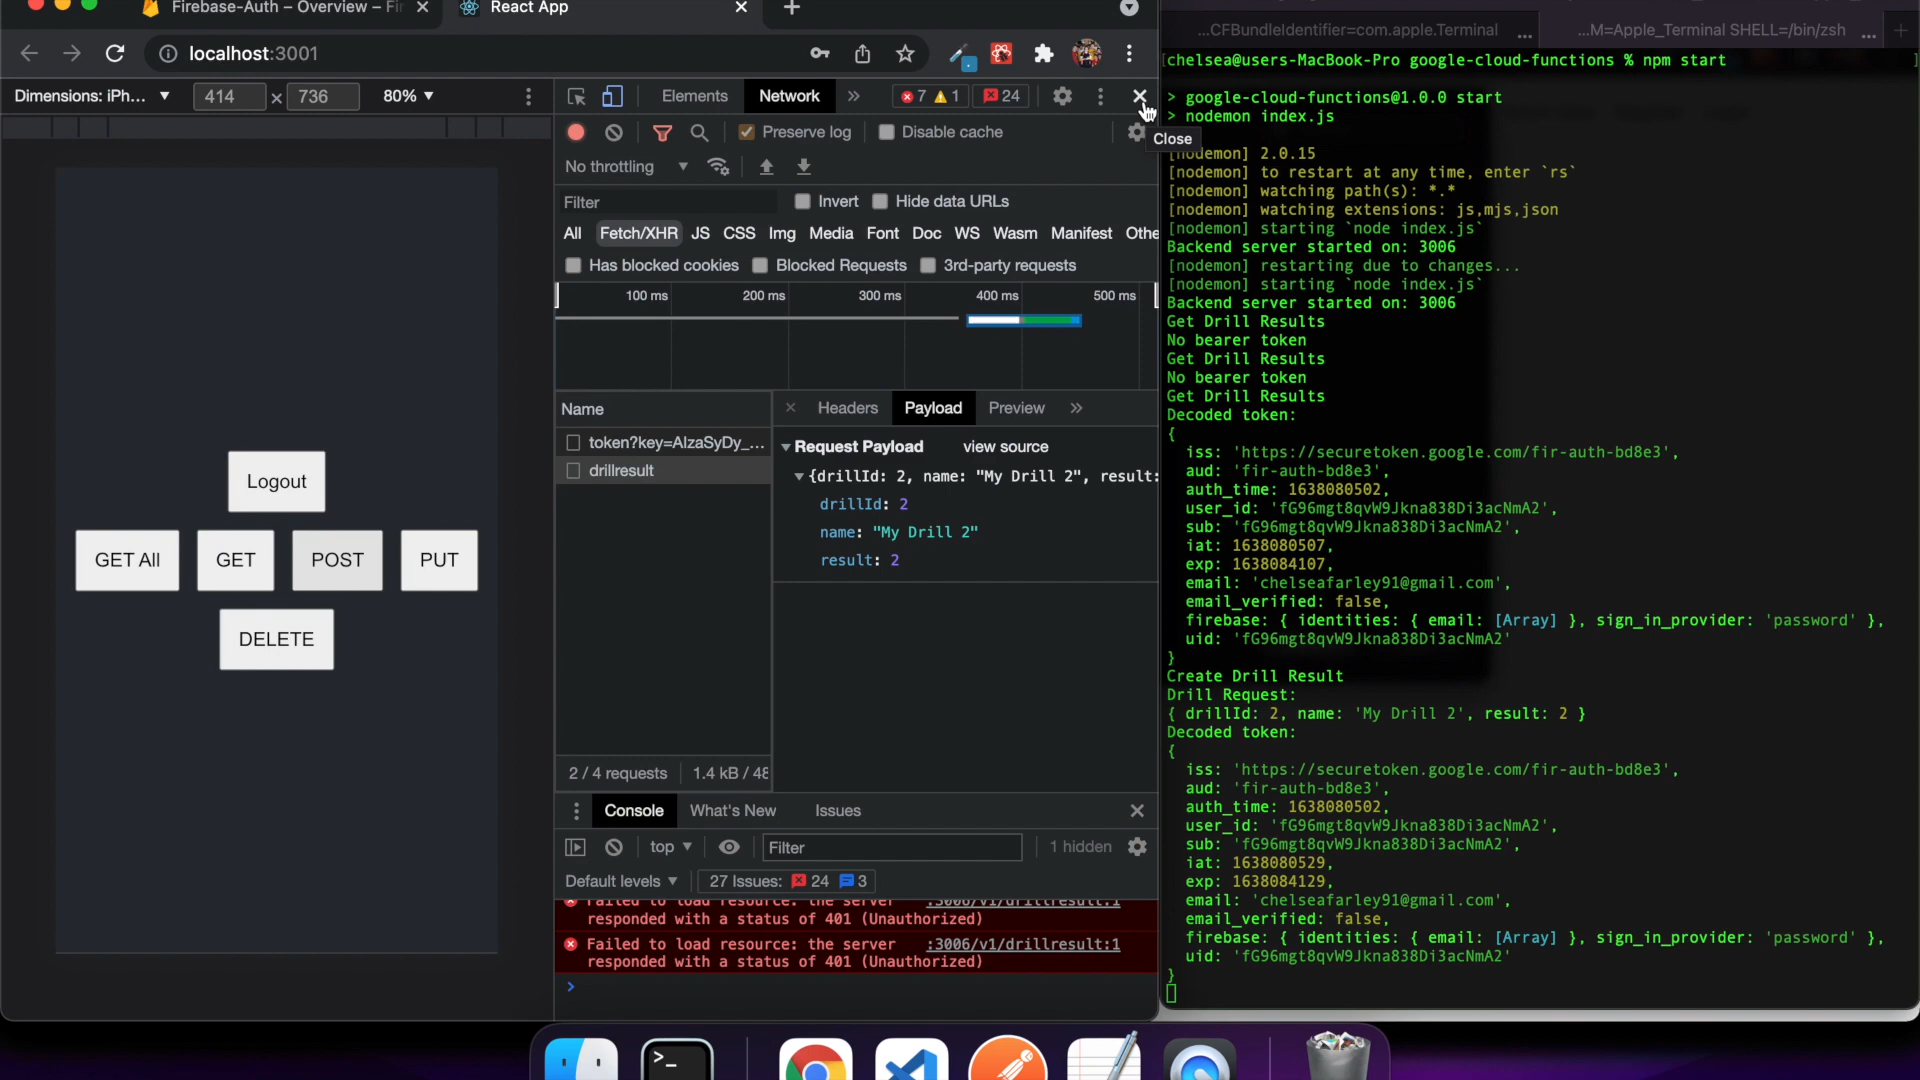 Firebase-Auth – Overview – Fi
React App
localhost:3001
Dimensions: iPh... ▼
414
×
736
80% ▼
Elements
Network
»
7
1
24
Preserve log
Disable cache
Close
No throttling
▼
Filter
Invert
Hide data URLs
All
Fetch/XHR
JS
CSS
Img
Media
Font
Doc
WS
Wasm
Manifest
Othe
Has blocked cookies
Blocked Requests
3rd-party requests
100 ms
200 ms
300 ms
400 ms
500 ms
Name
token?key=AIzaSyDy_...
drillresult
Headers
Payload
Preview
»
Request Payload
view source
{drillId: 2, name: "My Drill 2", result:
drillId: 2
name: "My Drill 2"
result: 2
2 / 4 requests
1.4 kB / 48
Logout
GET All
GET
POST
PUT
DELETE
Console
What's New
Issues
top ▼
Filter
1 hidden
Default levels ▼
27 Issues:
24
3
Failed to load resource: the server :3006/v1/drillresult:1
responded with a status of 401 (Unauthorized)
Failed to load resource: the server :3006/v1/drillresult:1
responded with a status of 401 (Unauthorized)
>
...CFBundleIdentifier=com.apple.Terminal ...
...M=Apple_Terminal SHELL=/bin/zsh ...
[chelsea@users-MacBook-Pro google-cloud-functions % npm start ]
> google-cloud-functions@1.0.0 start
> nodemon index.js
[nodemon] 2.0.15
[nodemon] to restart at any time, enter `rs`
[nodemon] watching path(s): *.*
[nodemon] watching extensions: js,mjs,json
[nodemon] starting `node index.js`
Backend server started on: 3006
[nodemon] restarting due to changes...
[nodemon] starting `node index.js`
Backend server started on: 3006
Get Drill Results
No bearer token
Get Drill Results
No bearer token
Get Drill Results
Decoded token:
{
iss: 'https://securetoken.google.com/fir-auth-bd8e3',
aud: 'fir-auth-bd8e3',
auth_time: 1638080502,
user_id: 'fG96mgt8qvW9Jkna838Di3acNmA2',
sub: 'fG96mgt8qvW9Jkna838Di3acNmA2',
iat: 1638080507,
exp: 1638084107,
email: 'chelseafarley91@gmail.com',
email_verified: false,
firebase: { identities: { email: [Array] }, sign_in_provider: 'password' },
uid: 'fG96mgt8qvW9Jkna838Di3acNmA2'
}
Create Drill Result
Drill Request:
{ drillId: 2, name: 'My Drill 2', result: 2 }
Decoded token:
{
iss: 'https://securetoken.google.com/fir-auth-bd8e3',
aud: 'fir-auth-bd8e3',
auth_time: 1638080502,
user_id: 'fG96mgt8qvW9Jkna838Di3acNmA2',
sub: 'fG96mgt8qvW9Jkna838Di3acNmA2',
iat: 1638080529,
exp: 1638084129,
email: 'chelseafarley91@gmail.com',
email_verified: false,
firebase: { identities: { email: [Array] }, sign_in_provider: 'password' },
uid: 'fG96mgt8qvW9Jkna838Di3acNmA2'
}